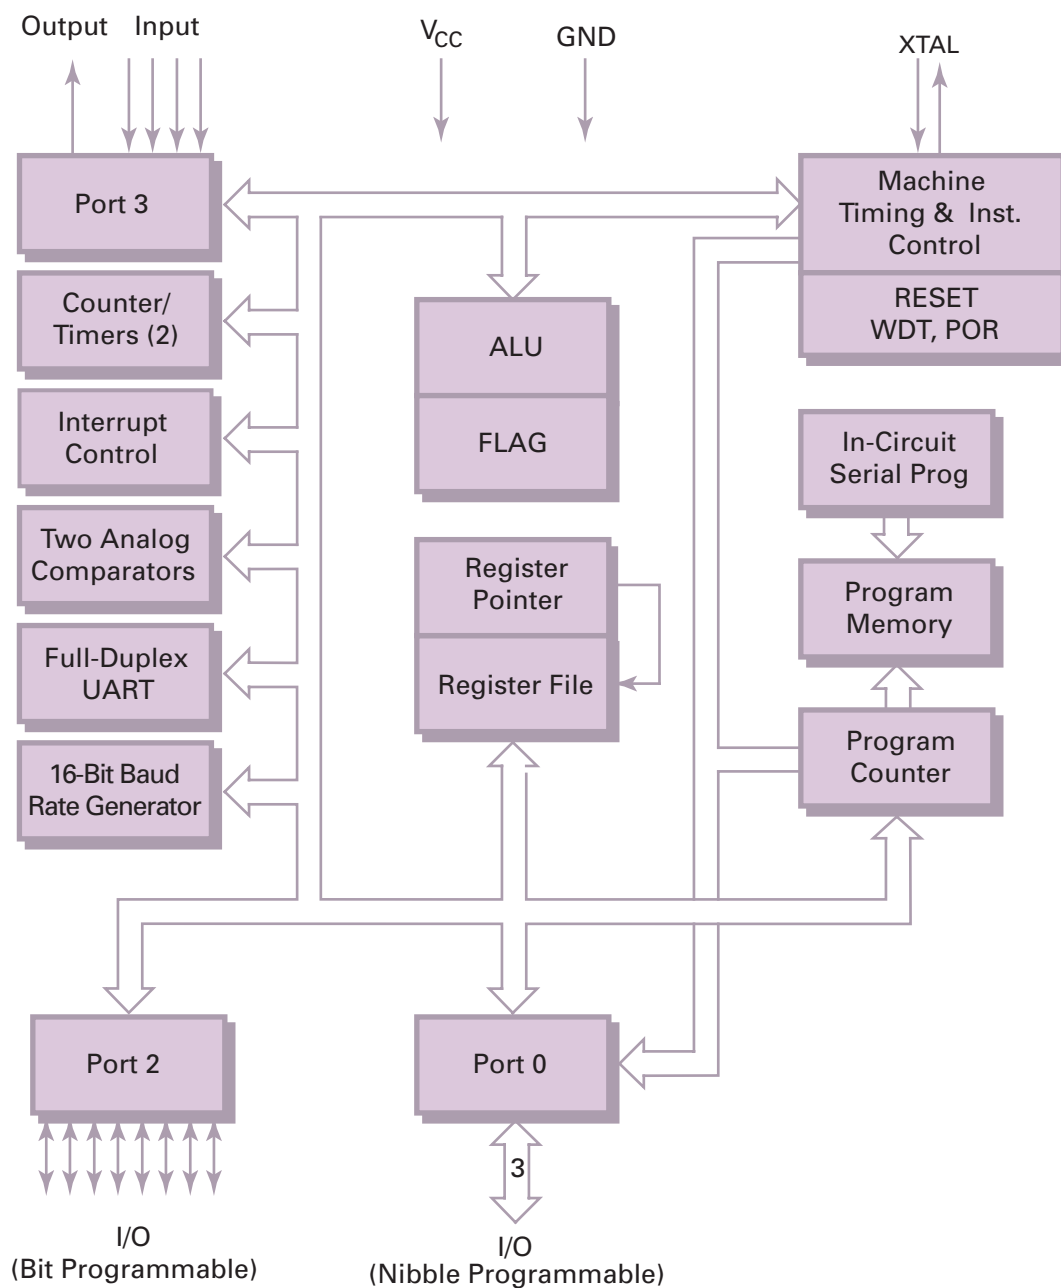 Output Input
VCC
GND
XTAL
Port 3
Machine
Timing & Inst.
Control
RESET
WDT, POR
Counter/
Timers (2)
ALU
FLAG
Interrupt
Control
In-Circuit
Serial Prog
Two Analog
Comparators
Register
Pointer
Program
Memory
Full-Duplex
UART
Register File
16-Bit Baud
Rate Generator
Program
Counter
Port 2
Port 0
3
I/O
(Bit Programmable)
I/O
(Nibble Programmable)